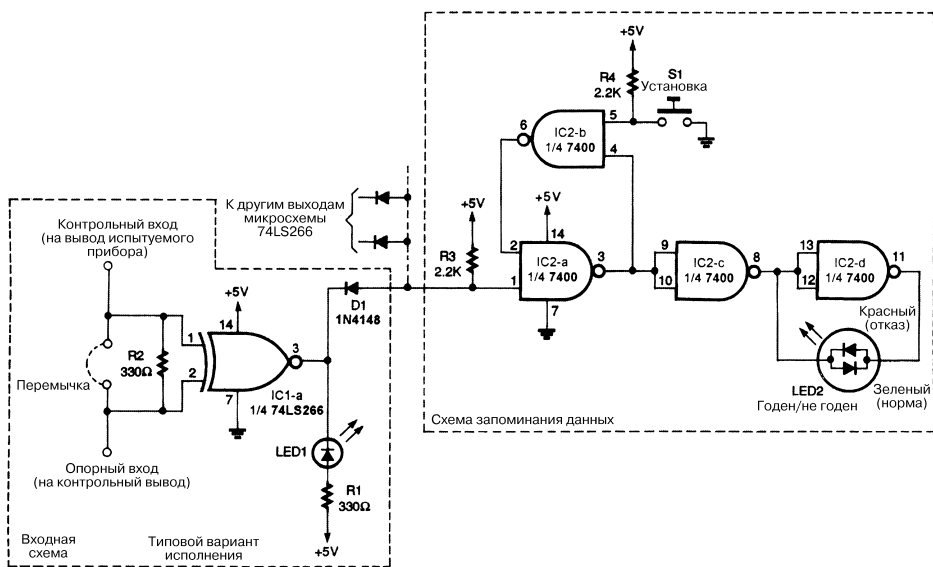 +5V
R4
2.2K
S1
Установка
6
5
4
IC2-b
1/4 7400
К другим выходам
микросхемы
74LS266
+5V
R3
2.2K
+5V
14
2
1
IC2-a
1/4 7400
3
7
9
10
IC2-c
1/4 7400
8
13
12
IC2-d
1/4 7400
11
Красный
(отказ)
LED2
Годен/не годен
Зеленый
(норма)
Схема запоминания данных
Контрольный вход
(на вывод испытуемого
прибора)
D1
1N4148
+5V
14
1
2
3
7
R2
330Ω
Перемычка
IC1-a
1/4 74LS266
Опорный вход
(на контрольный вывод)
LED1
R1
330Ω
+5V
Входная
схема
Типовой вариант
исполнения